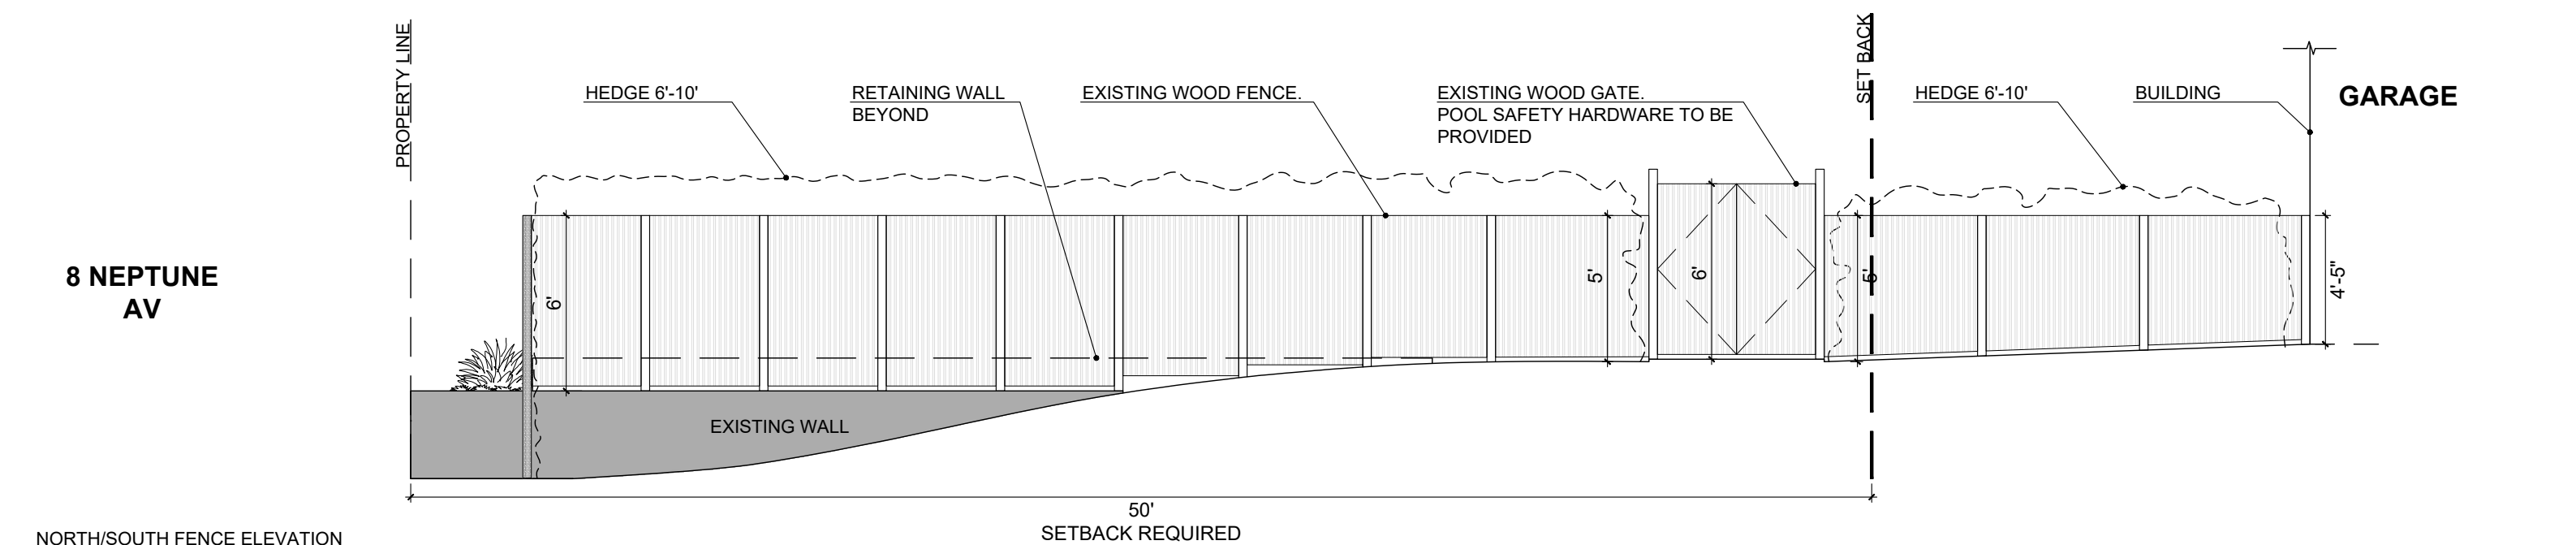 PROPERTY LINE
HEDGE 6'-10'
RETAINING WALL
BEYOND
EXISTING WOOD FENCE.
EXISTING WOOD GATE.
POOL SAFETY HARDWARE TO BE
PROVIDED
SET BACK
HEDGE 6'-10'
BUILDING
GARAGE
8 NEPTUNE
AV
6'
5'
6'
5'
4'-5"
EXISTING WALL
50'
SETBACK REQUIRED
NORTH/SOUTH FENCE ELEVATION